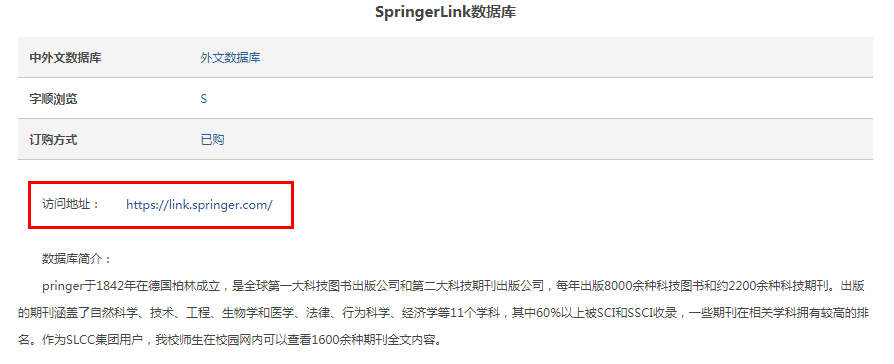 SpringerLink数据库
中外文数据库 外文数据库
字顺浏览 S
订购方式 已购
访问地址： https://link.springer.com/
数据库简介：
pringer于1842年在德国柏林成立，是全球第一大科技图书出版公司和第二大科技期刊出版公司，每年出版8000余种科技图书和约2200余种科技期刊。出版
的期刊涵盖了自然科学、技术、工程、生物学和医学、法律、行为科学、经济学等11个学科，其中60%以上被SCI和SSCI收录，一些期刊在相关学科拥有较高的排
名。作为SLCC集团用户，我校师生在校园网内可以查看1600余种期刊全文内容。